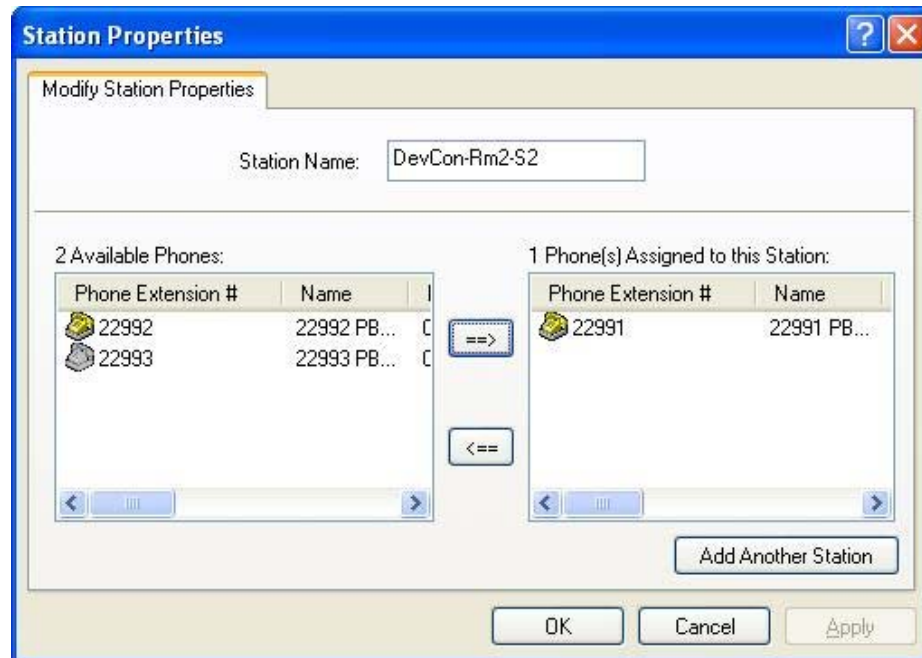 Station Properties
Modify Station Properties
Station Name: DevCon-Rm2-S2
2 Available Phones: 1 Phone(s) Assigned to this Station:
Phone Extension # Name Phone Extension # Name
22992 22992 PB... ==> 22991 22991 PB...
22993 22993 PB...
<==
Add Another Station
OK Cancel Apply